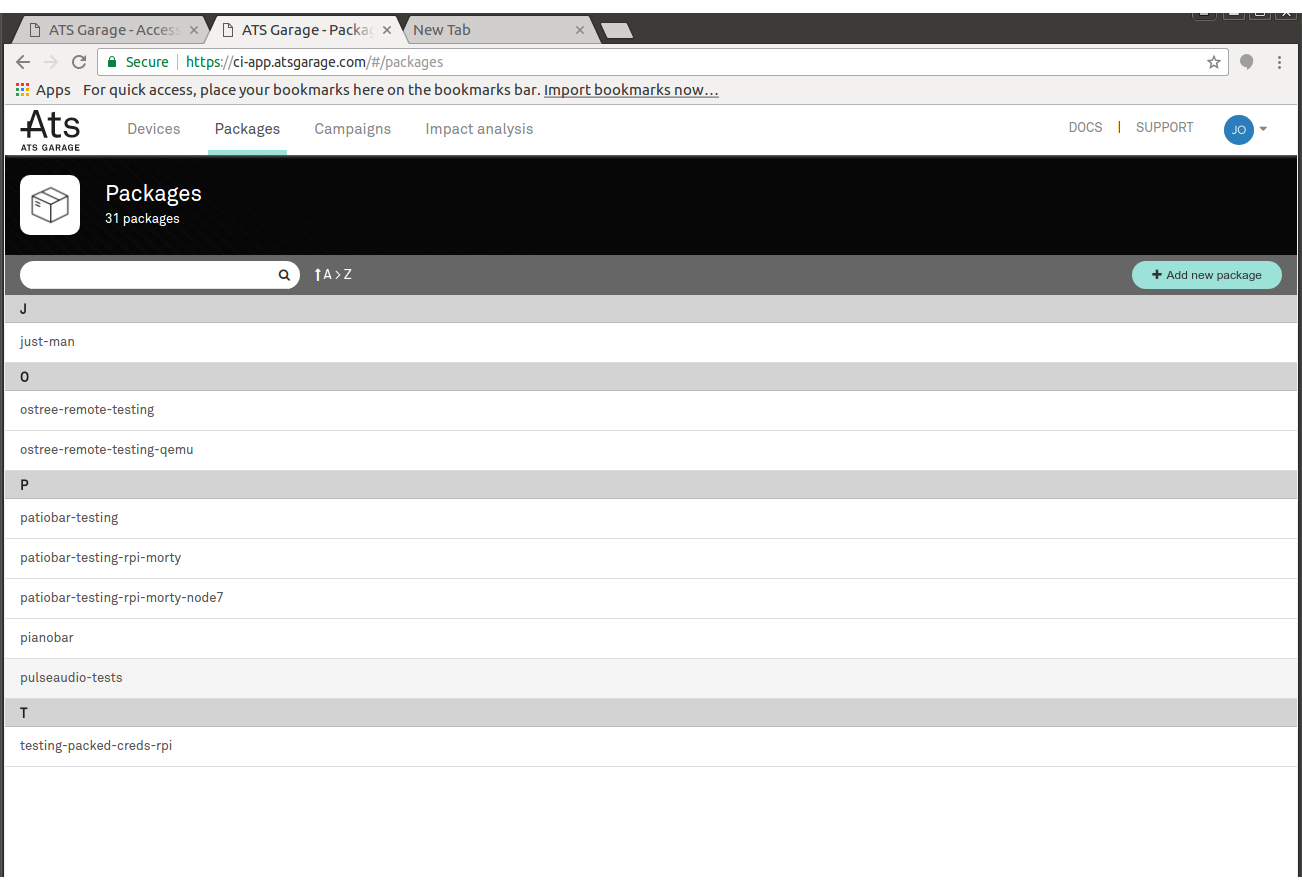 ATS Garage - Access
ATS Garage - Packag
New Tab
Secure https://ci-app.atsgarage.com/#/packages
Apps For quick access, place your bookmarks here on the bookmarks bar. Import bookmarks now...
Ats
ATS GARAGE
Devices Packages Campaigns Impact analysis DOCS | SUPPORT JO
Packages
31 packages
A > Z
+ Add new package
J
just-man
O
ostree-remote-testing
ostree-remote-testing-qemu
P
patiobar-testing
patiobar-testing-rpi-morty
patiobar-testing-rpi-morty-node7
pianobar
pulseaudio-tests
T
testing-packed-creds-rpi